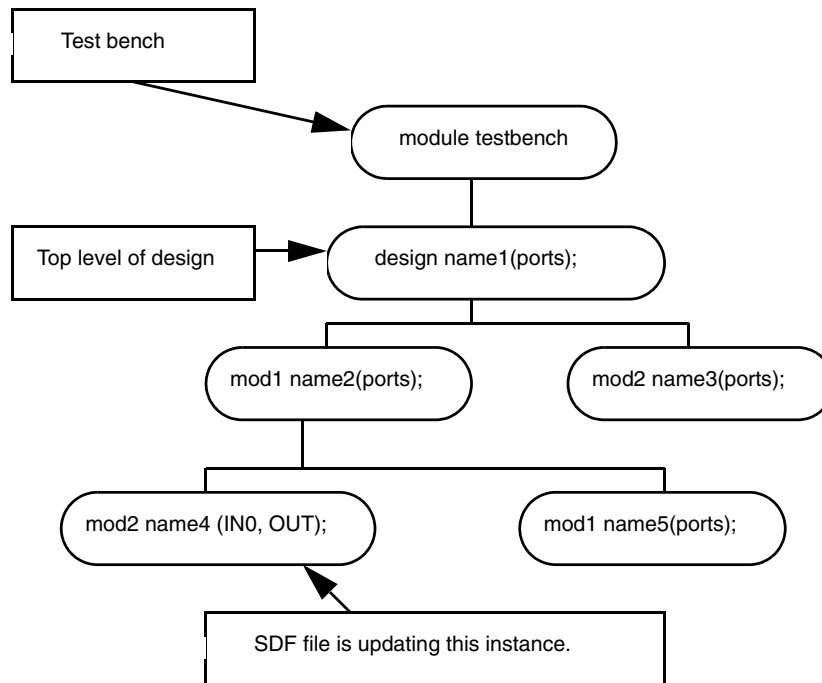 Test bench
module testbench
Top level of design
design name1(ports);
mod1 name2(ports);
mod2 name3(ports);
mod2 name4 (IN0, OUT);
mod1 name5(ports);
SDF file is updating this instance.